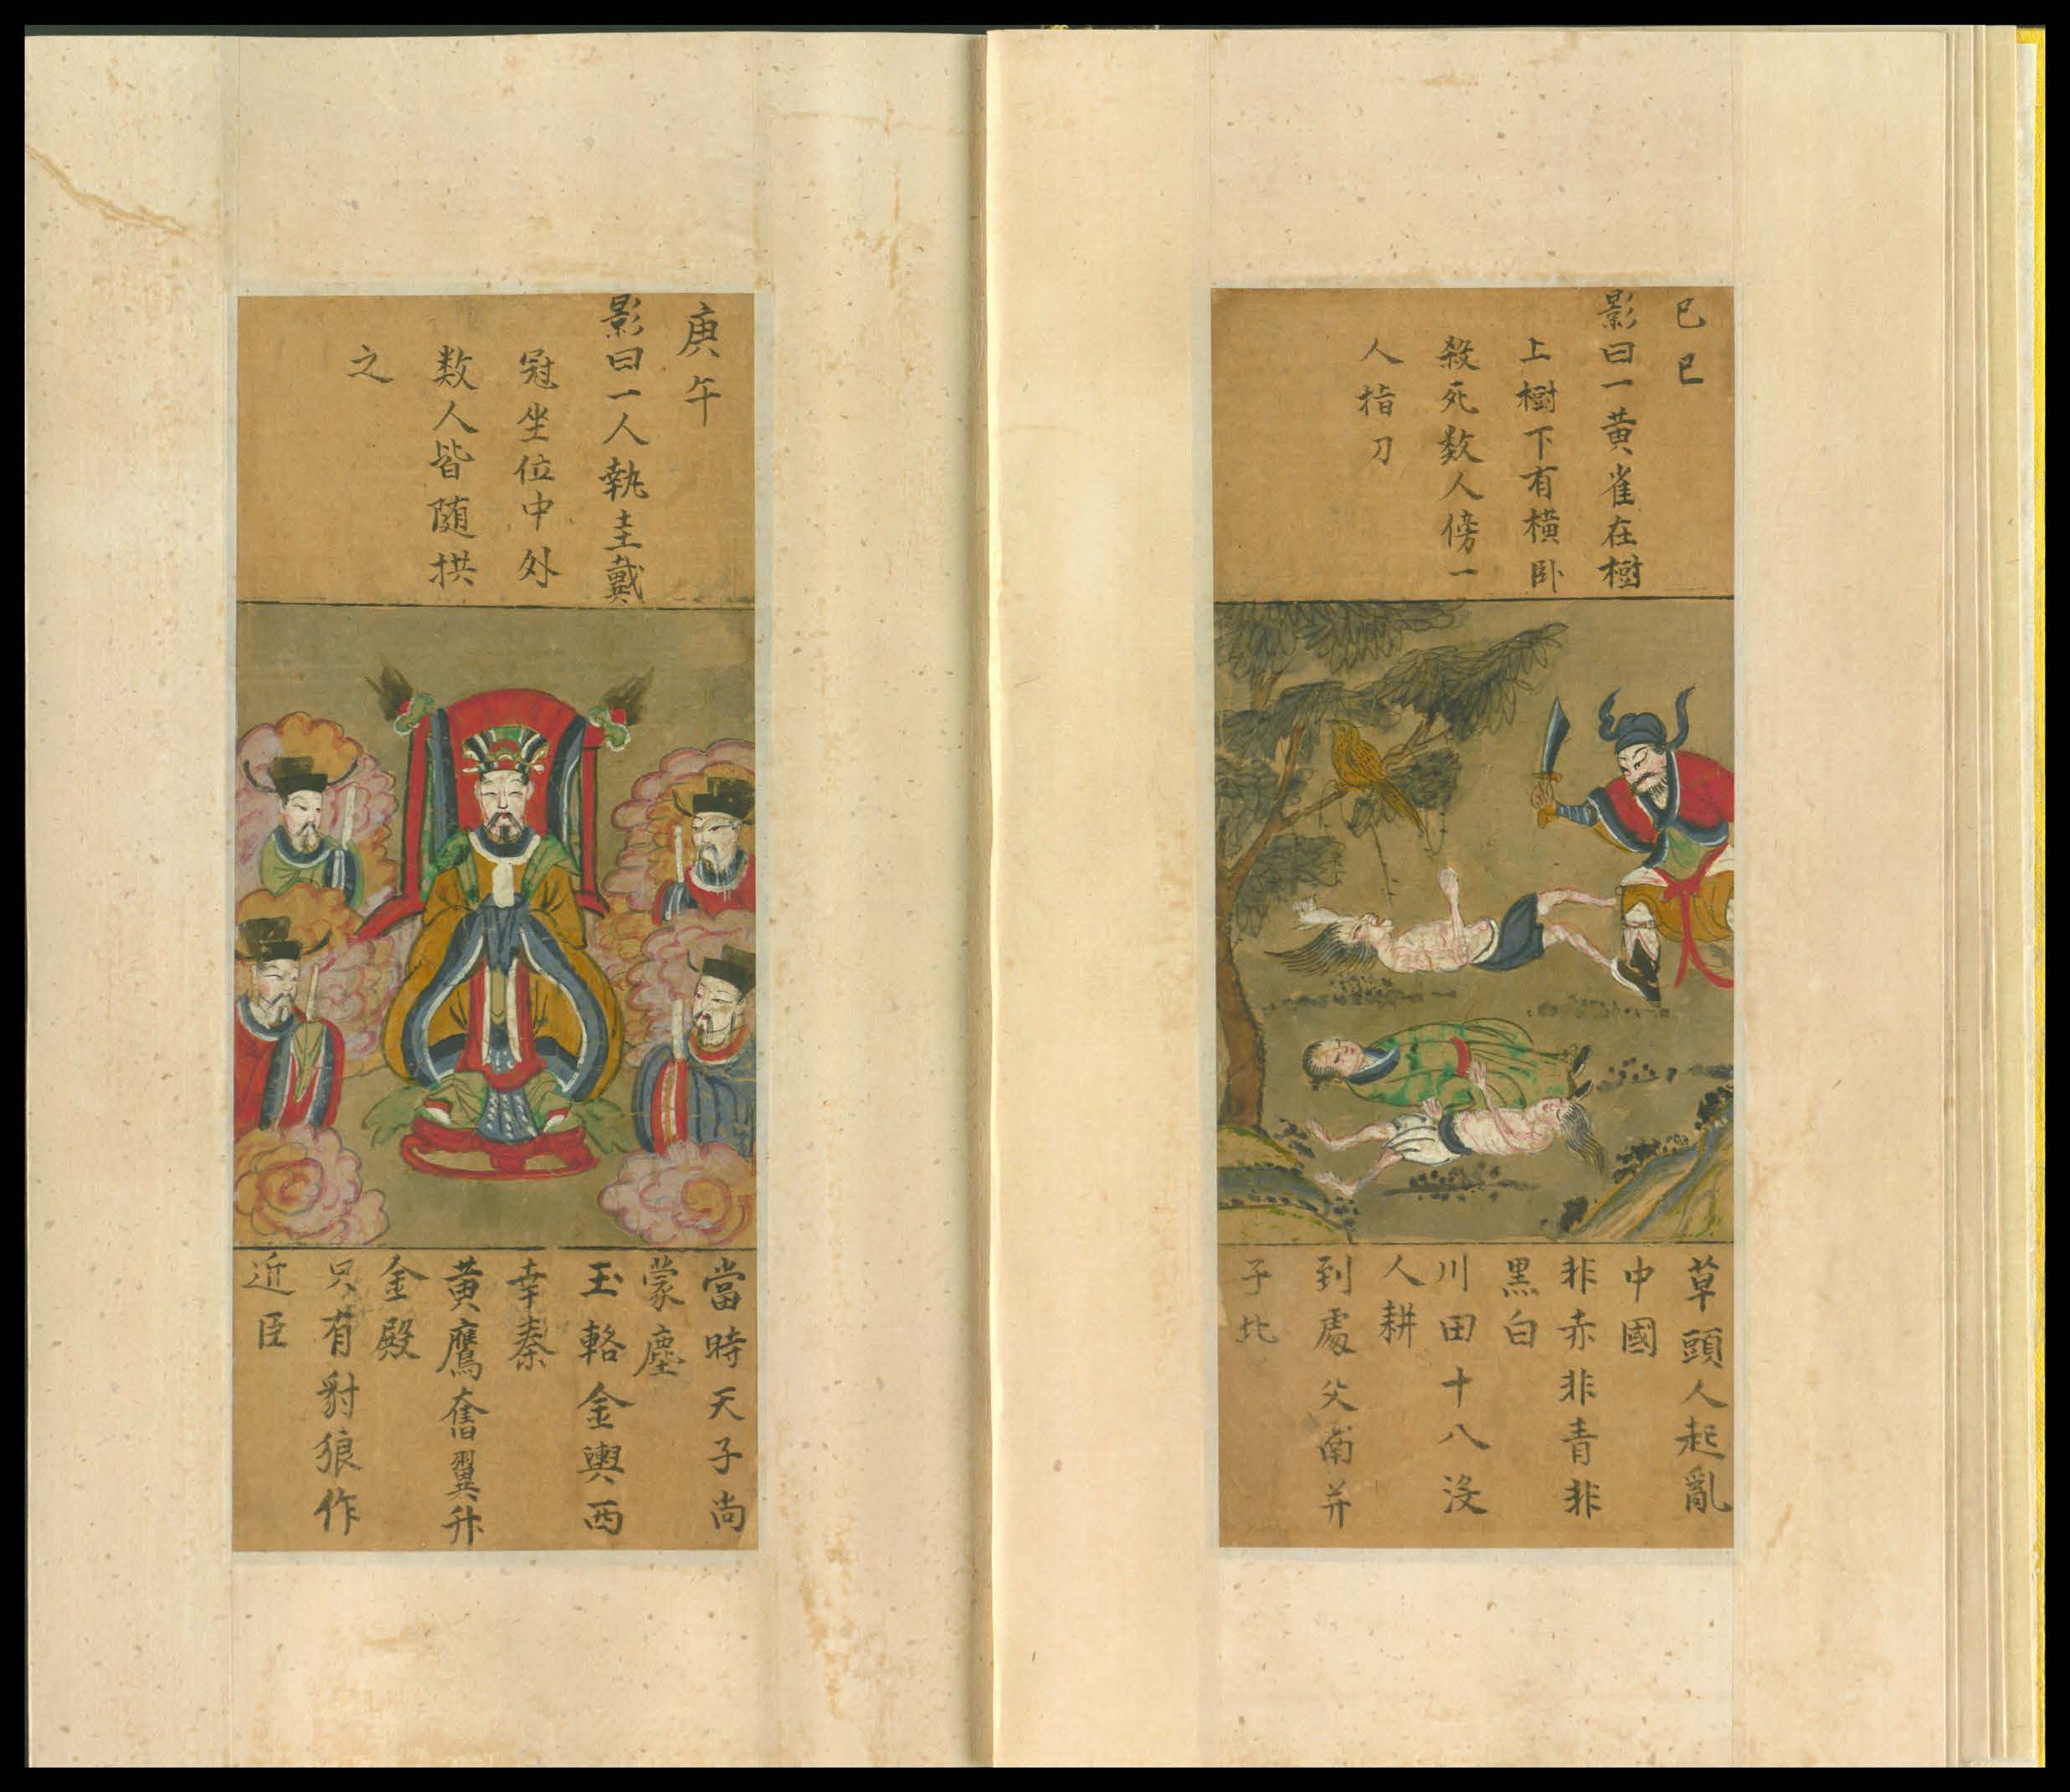 己巳
影曰一黄雀在樹
上樹下有橫卧
殺死数人傍一
人指刀
草頭人起亂
中國
非赤非青非
黑白
川田十八沒
人耕
到處父南并
子北
庚午
影曰一人執圭戴
冠坐位中外
数人皆随拱
之
當時天子尚
蒙塵
玉輅金輿西
幸秦
黃鷹奮翼升
金殿
只有豺狼作
近臣